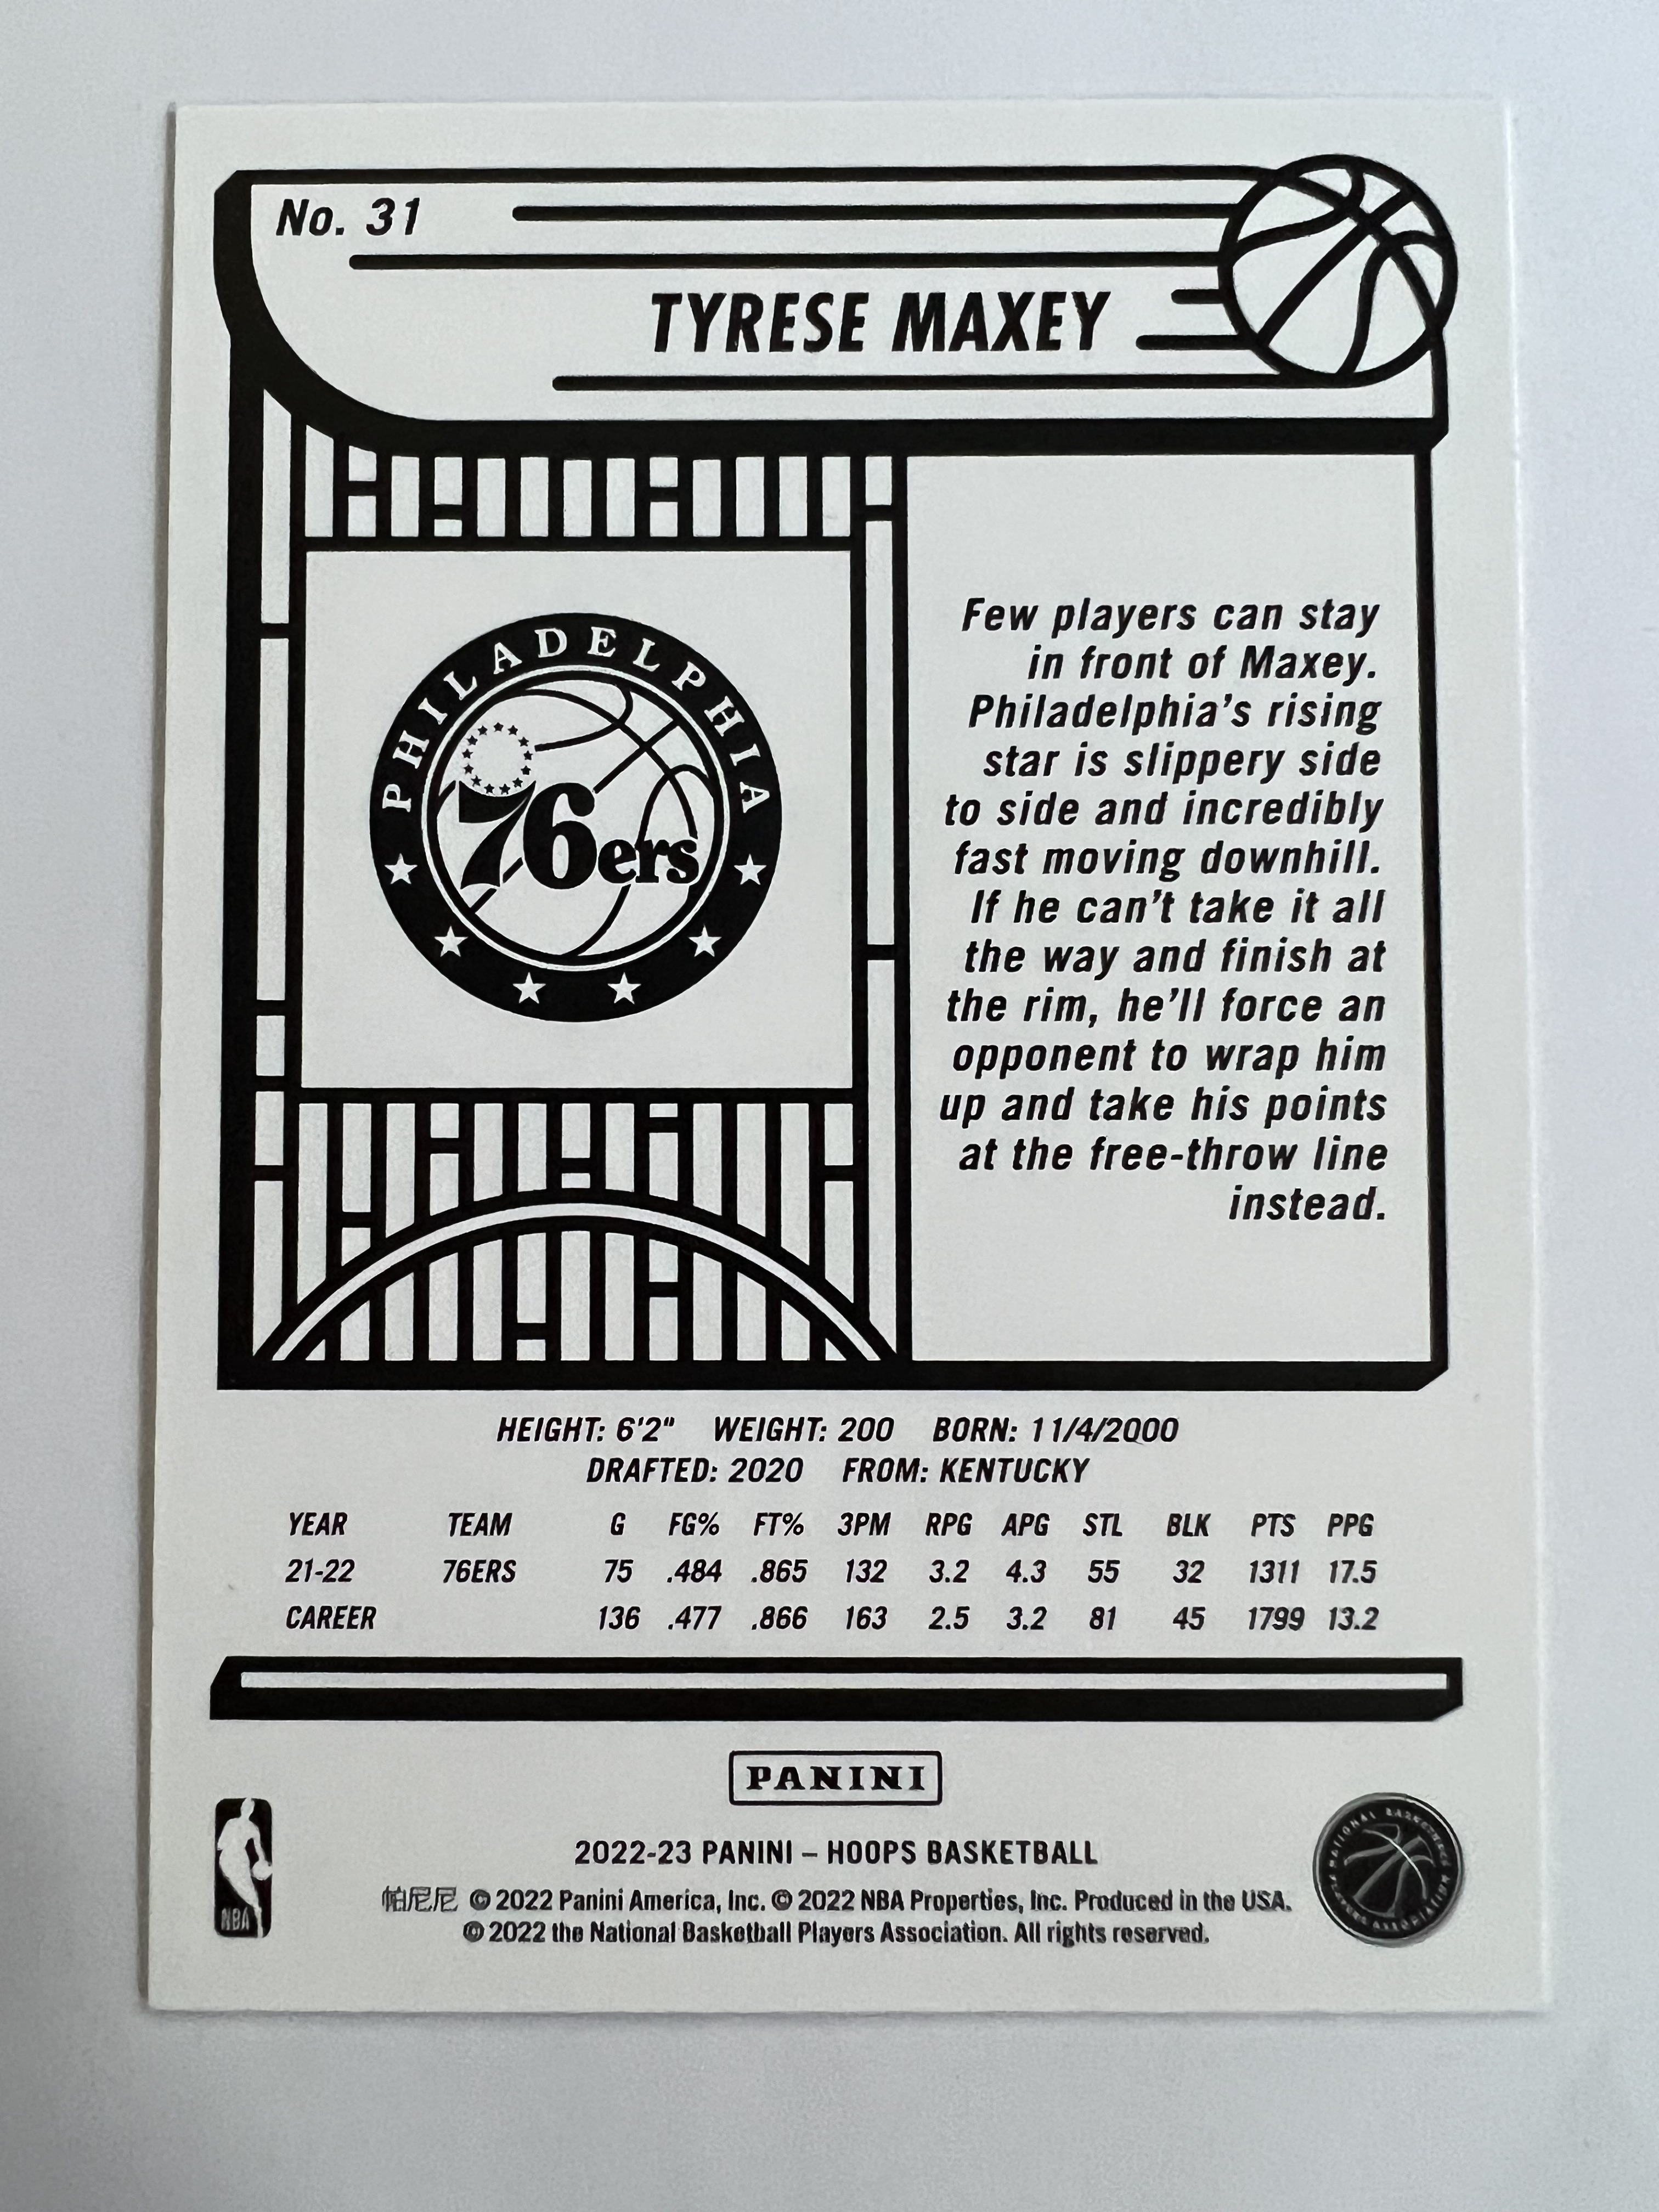 No. 31
TYRESE MAXEY
PHILADELPHIA
76ers
Few players can stay
in front of Maxey.
Philadelphia's rising
star is slippery side
to side and incredibly
fast moving downhill.
If he can't take it all
the way and finish at
the rim, he'll force an
opponent to wrap him
up and take his points
at the free-throw line
instead.
HEIGHT: 6'2" WEIGHT: 200 BORN: 11/4/2000
DRAFTED: 2020 FROM: KENTUCKY
YEAR TEAM G FG% FT% 3PM RPG APG STL BLK PTS PPG
21-22 76ERS 75 .484 .865 132 3.2 4.3 55 32 1311 17.5
CAREER 136 .477 .866 163 2.5 3.2 81 45 1799 13.2
PANINI
2022-23 PANINI – HOOPS BASKETBALL
帕尼尼 © 2022 Panini America, Inc. © 2022 NBA Properties, Inc. Produced in the USA.
© 2022 the National Basketball Players Association. All rights reserved.
NBA
NATIONAL BASKETBALL
PLAYERS ASSOCIATION